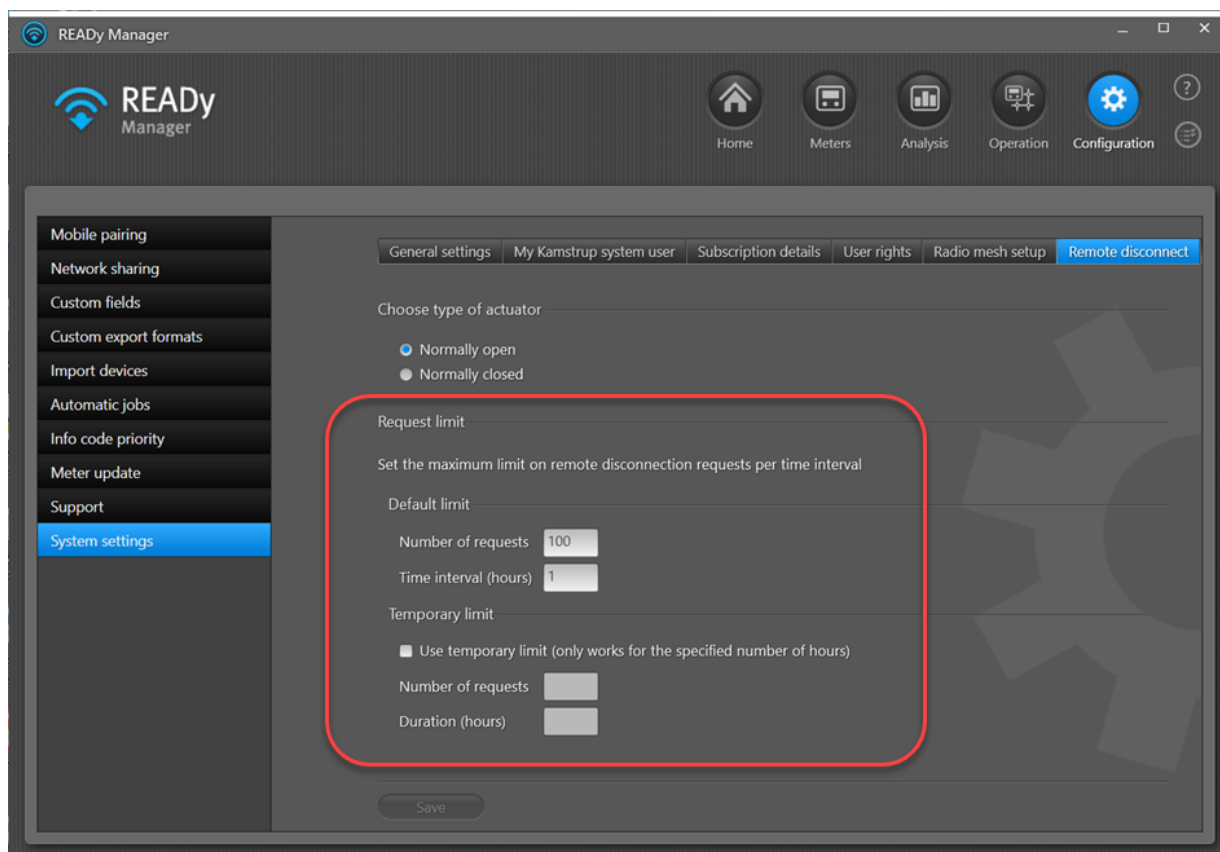 READy Manager
READy
Manager
Home
Meters
Analysis
Operation
Configuration
?
Mobile pairing
Network sharing
Custom fields
Custom export formats
Import devices
Automatic jobs
Info code priority
Meter update
Support
System settings
General settings
My Kamstrup system user
Subscription details
User rights
Radio mesh setup
Remote disconnect
Choose type of actuator
Normally open
Normally closed
Request limit
Set the maximum limit on remote disconnection requests per time interval
Default limit
Number of requests 100
Time interval (hours) 1
Temporary limit
Use temporary limit (only works for the specified number of hours)
Number of requests
Duration (hours)
Save